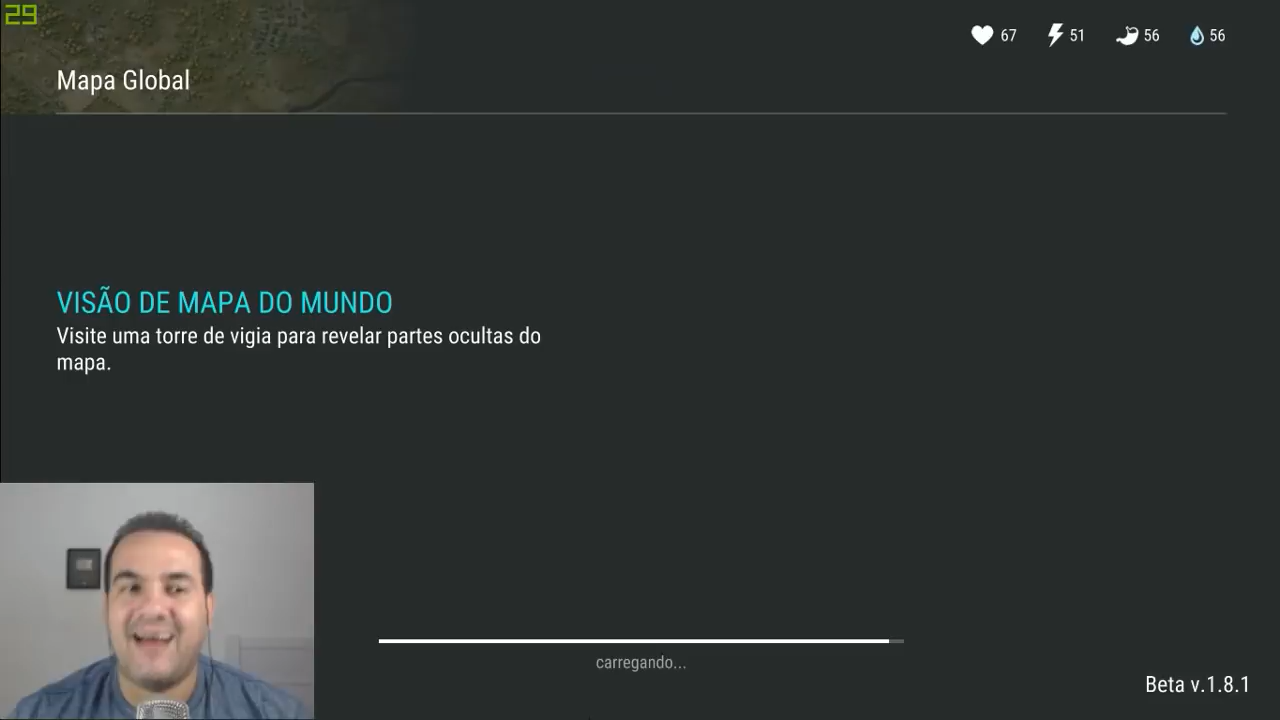 29
67 51 56 56
Mapa Global
VISÃO DE MAPA DO MUNDO
Visite uma torre de vigia para revelar partes ocultas do
mapa.
carregando...
Beta v.1.8.1